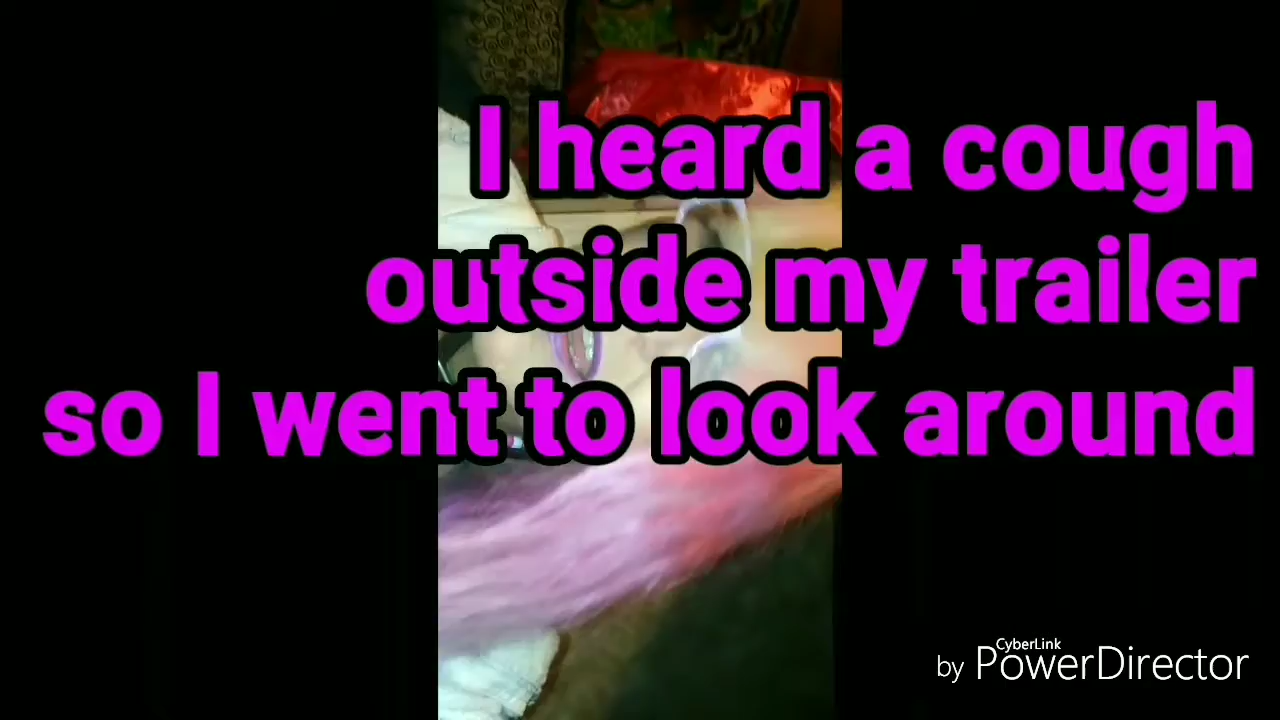 I heard a cough
outside my trailer
so I went to look around
CyberLink
by PowerDirector